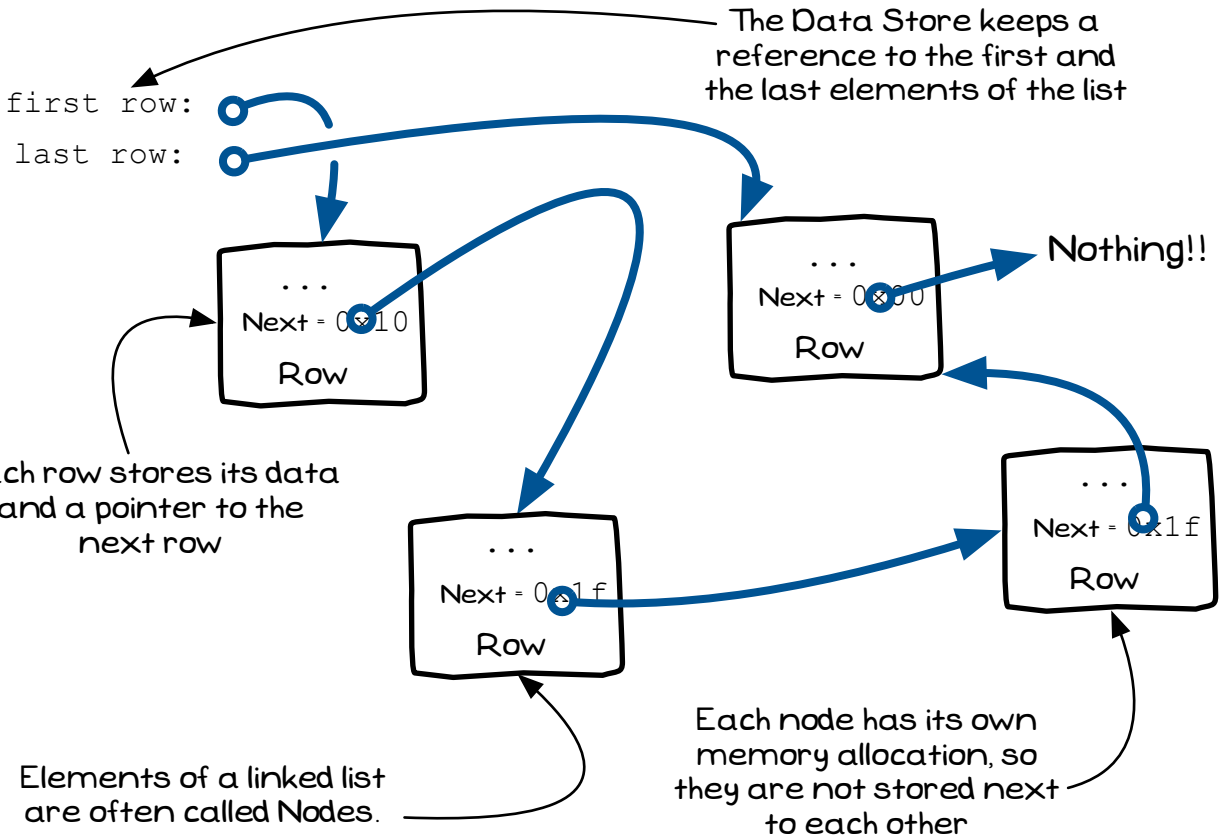 The Data Store keeps a
reference to the first and
the last elements of the list
first row:
last row:
...
Next = 0x10
Row
...
Next = 0x00
Row
Nothing!!
ach row stores its data
and a pointer to the
next row
...
Next = 0x1f
Row
...
Next = 0x1f
Row
Elements of a linked list
are often called Nodes.
Each node has its own
memory allocation, so
they are not stored next
to each other